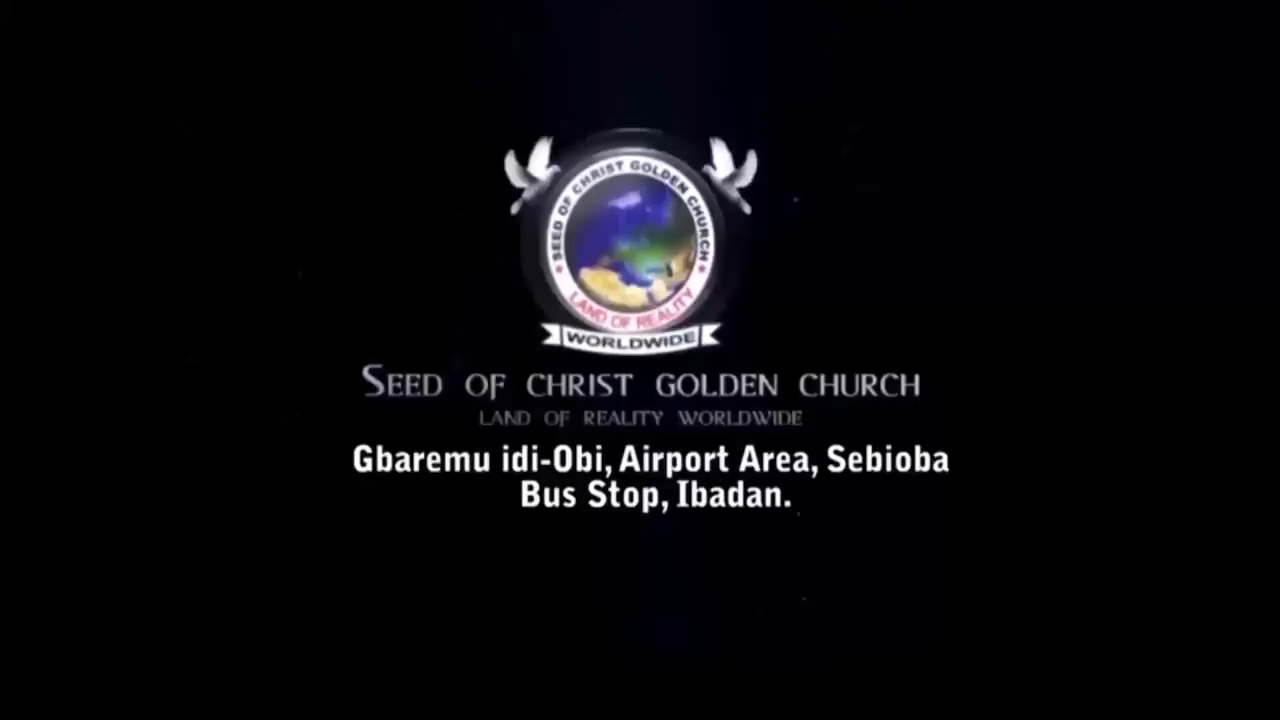 SEED OF CHRIST GOLDEN CHURCH
LAND OF REALITY
WORLDWIDE
SEED OF CHRIST GOLDEN CHURCH
LAND OF REALITY WORLDWIDE
Gbaremu idi-Obi, Airport Area, Sebioba
Bus Stop, Ibadan.